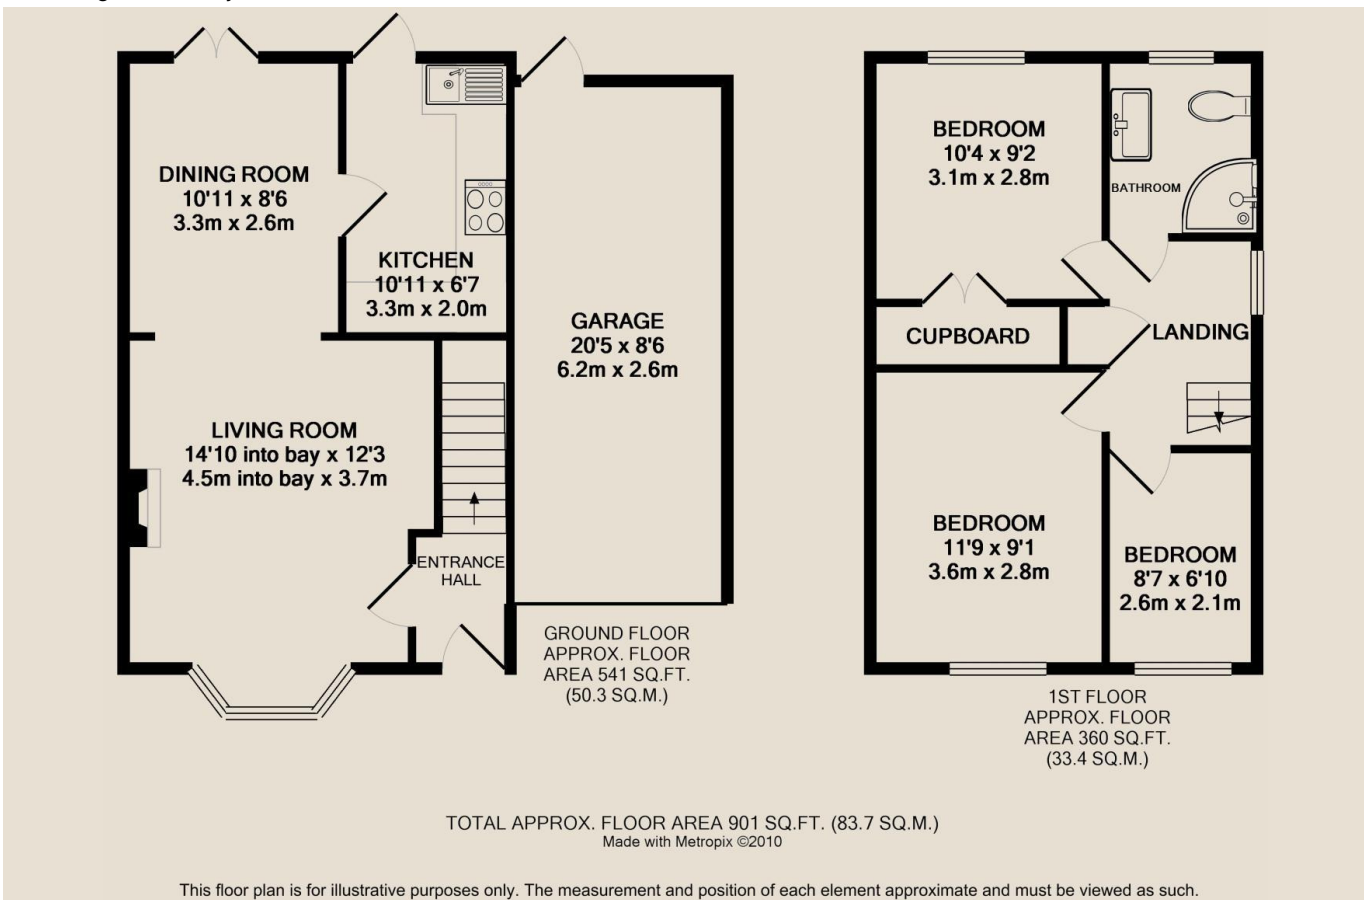 DINING ROOM
10'11 x 8'6
3.3m x 2.6m
KITCHEN
10'11 x 6'7
3.3m x 2.0m
GARAGE
20'5 x 8'6
6.2m x 2.6m
LIVING ROOM
14'10 into bay x 12'3
4.5m into bay x 3.7m
ENTRANCE
HALL
GROUND FLOOR
APPROX. FLOOR
AREA 541 SQ.FT.
(50.3 SQ.M.)
BEDROOM
10'4 x 9'2
3.1m x 2.8m
BATHROOM
CUPBOARD
LANDING
BEDROOM
11'9 x 9'1
3.6m x 2.8m
BEDROOM
8'7 x 6'10
2.6m x 2.1m
1ST FLOOR
APPROX. FLOOR
AREA 360 SQ.FT.
(33.4 SQ.M.)
TOTAL APPROX. FLOOR AREA 901 SQ.FT. (83.7 SQ.M.)
Made with Metropix ©2010
This floor plan is for illustrative purposes only. The measurement and position of each element approximate and must be viewed as such.